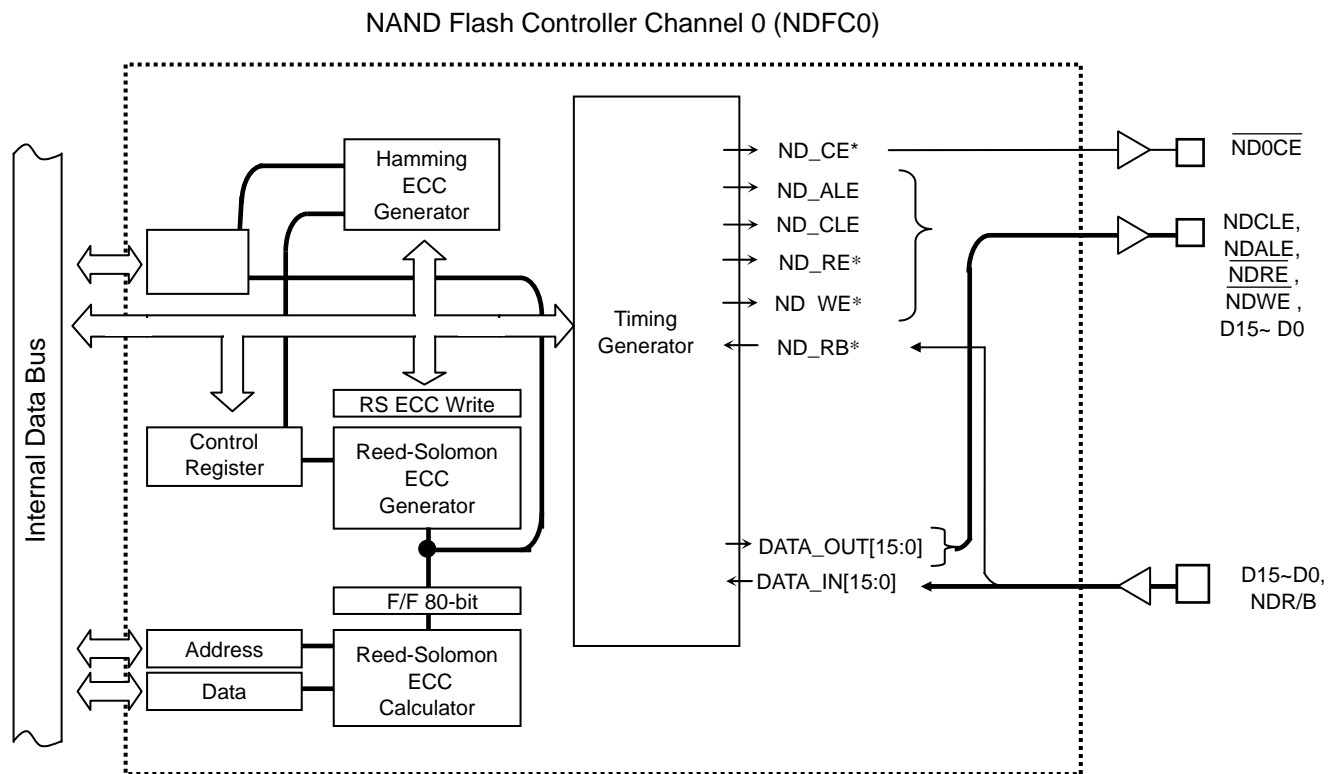 NAND Flash Controller Channel 0 (NDFC0)
Internal Data Bus
Hamming
ECC
Generator
Control
Register
RS ECC Write
Reed-Solomon
ECC
Generator
F/F 80-bit
Address
Data
Reed-Solomon
ECC
Calculator
Timing
Generator
ND_CE*
ND_ALE
ND_CLE
ND_RE*
ND WE*
ND_RB*
DATA_OUT[15:0]
DATA_IN[15:0]
ND0CE
NDCLE,
NDALE,
NDRE ,
NDWE ,
D15~ D0
D15~D0,
NDR/B